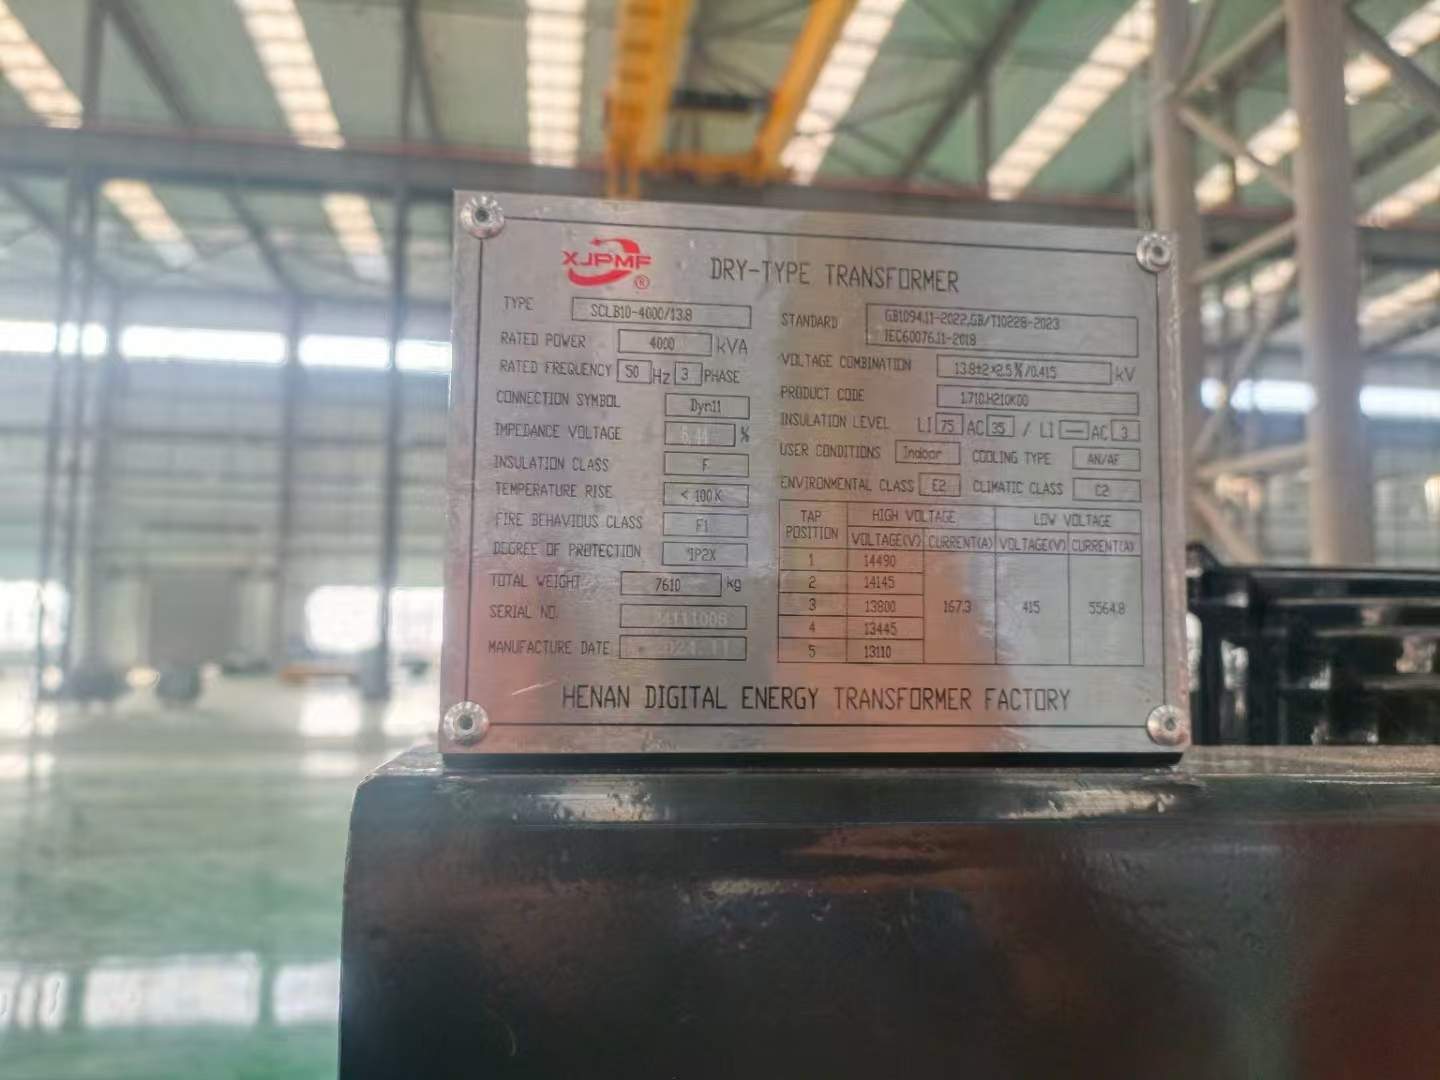 XJPMF ®
DRY-TYPE TRANSFORMER
TYPE SCLB10-4000/13.8
RATED POWER 4000 kVA
RATED FREQUENCY 50 Hz 3 PHASE
CONNECTION SYMBOL Dyn11
IMPEDANCE VOLTAGE %
INSULATION CLASS F
TEMPERATURE RISE < 100K
FIRE BEHAVIOUS CLASS F1
DEGREE OF PROTECTION IP2X
TOTAL WEIGHT 7610 kg
SERIAL NO.
MANUFACTURE DATE
STANDARD GB1094.11-2022,GB/T10228-2023
IEC60076.11-2018
VOLTAGE COMBINATION 13.8±2×2.5%/0.415 kV
PRODUCT CODE 1.710.H210K00
INSULATION LEVEL LI 75 AC 35 / LI — AC 3
USER CONDITIONS Indoor COOLING TYPE AN/AF
ENVIRONMENTAL CLASS E2 CLIMATIC CLASS C2
TAP POSITION HIGH VOLTAGE LOW VOLTAGE
VOLTAGE(V) CURRENT(A) VOLTAGE(V) CURRENT(A)
1 14490
2 14145
3 13800 167.3 415 5564.8
4 13445
5 13110
HENAN DIGITAL ENERGY TRANSFORMER FACTORY